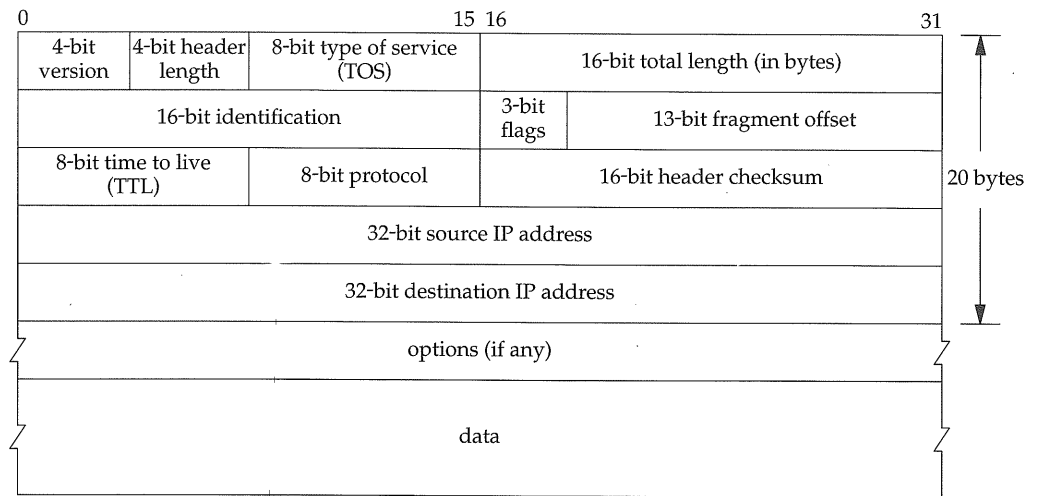 0 15 16 31
4-bit version
4-bit header length
8-bit type of service (TOS)
16-bit total length (in bytes)
16-bit identification
3-bit flags
13-bit fragment offset
8-bit time to live (TTL)
8-bit protocol
16-bit header checksum
20 bytes
32-bit source IP address
32-bit destination IP address
options (if any)
data